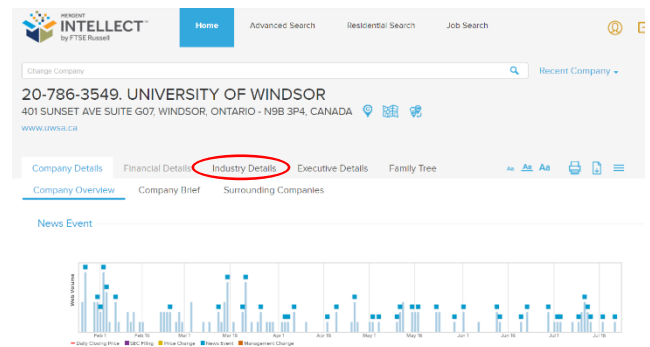 MERGENT
INTELLECT™
by FTSE Russell
Home Advanced Search Residential Search Job Search
Change Company
Recent Company
20-786-3549. UNIVERSITY OF WINDSOR
401 SUNSET AVE SUITE G07, WINDSOR, ONTARIO - N9B 3P4, CANADA
www.uwsa.ca
Company Details Financial Details Industry Details Executive Details Family Tree Aa Aa Aa
Company Overview Company Brief Surrounding Companies
News Event
Web Volume
Feb 1 Feb 16 Mar 1 Mar 16 Apr 1 Apr 16 May 1 May 16 Jun 1 Jun 16 Jul 1 Jul 16
Daily Closing Price SEC Filing Price Change News Event Management Change